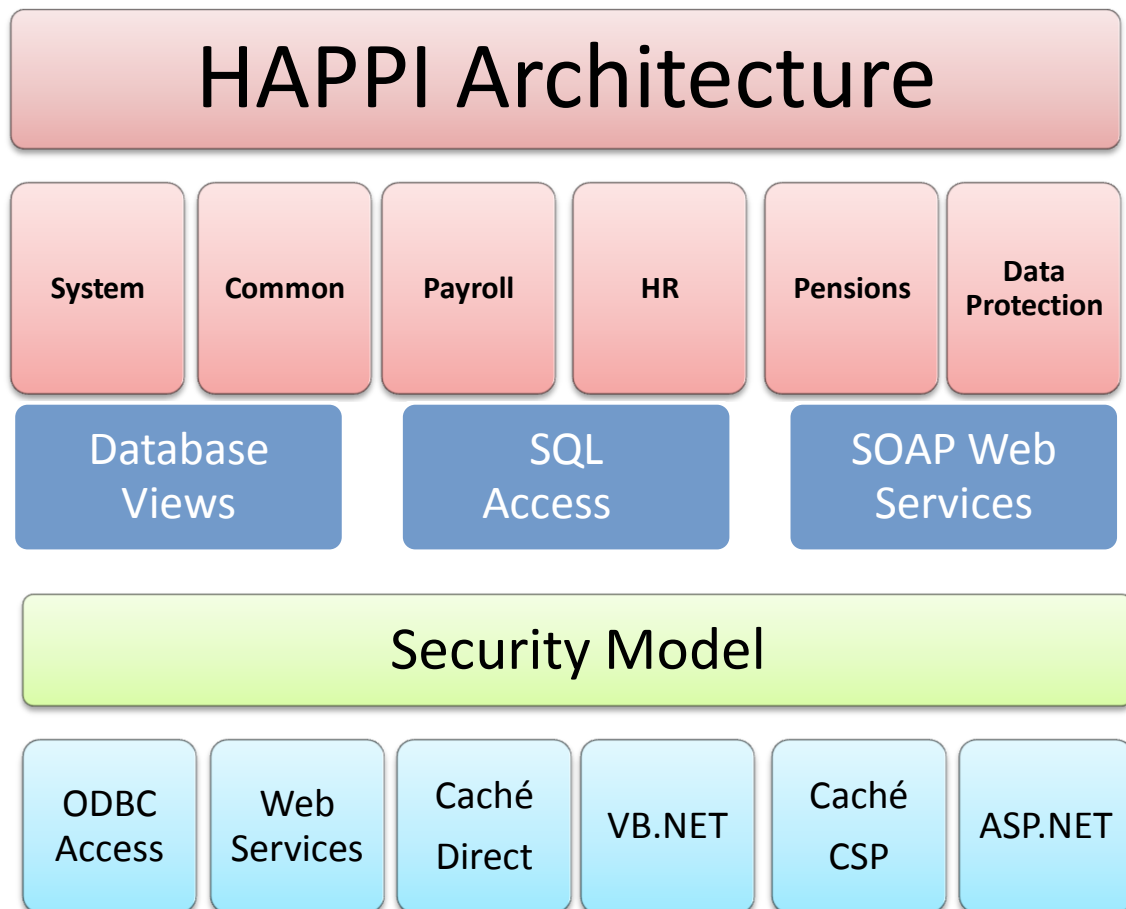 HAPPI Architecture
System
Common
Payroll
HR
Pensions
Data
Protection
Database
Views
SQL
Access
SOAP Web
Services
Security Model
ODBC
Access
Web
Services
Caché
Direct
VB.NET
Caché
CSP
ASP.NET